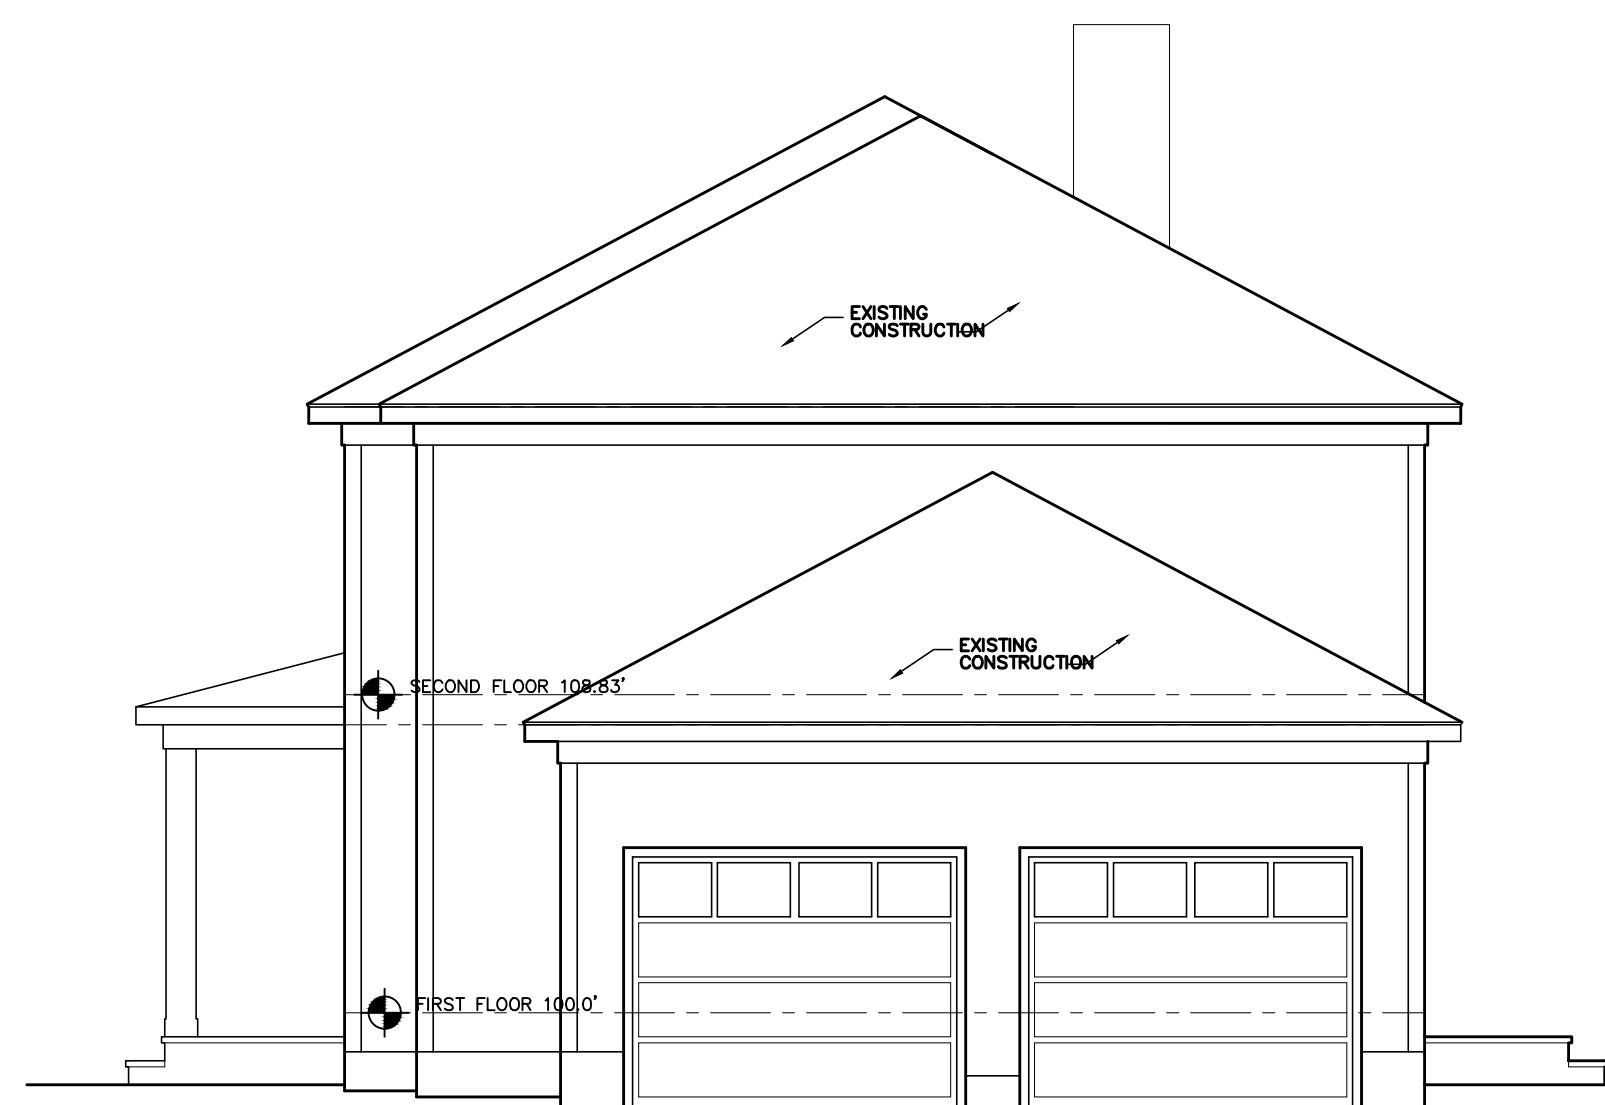 EXISTING
CONSTRUCTION
EXISTING
CONSTRUCTION
SECOND FLOOR 108.83'
FIRST FLOOR 100.0'